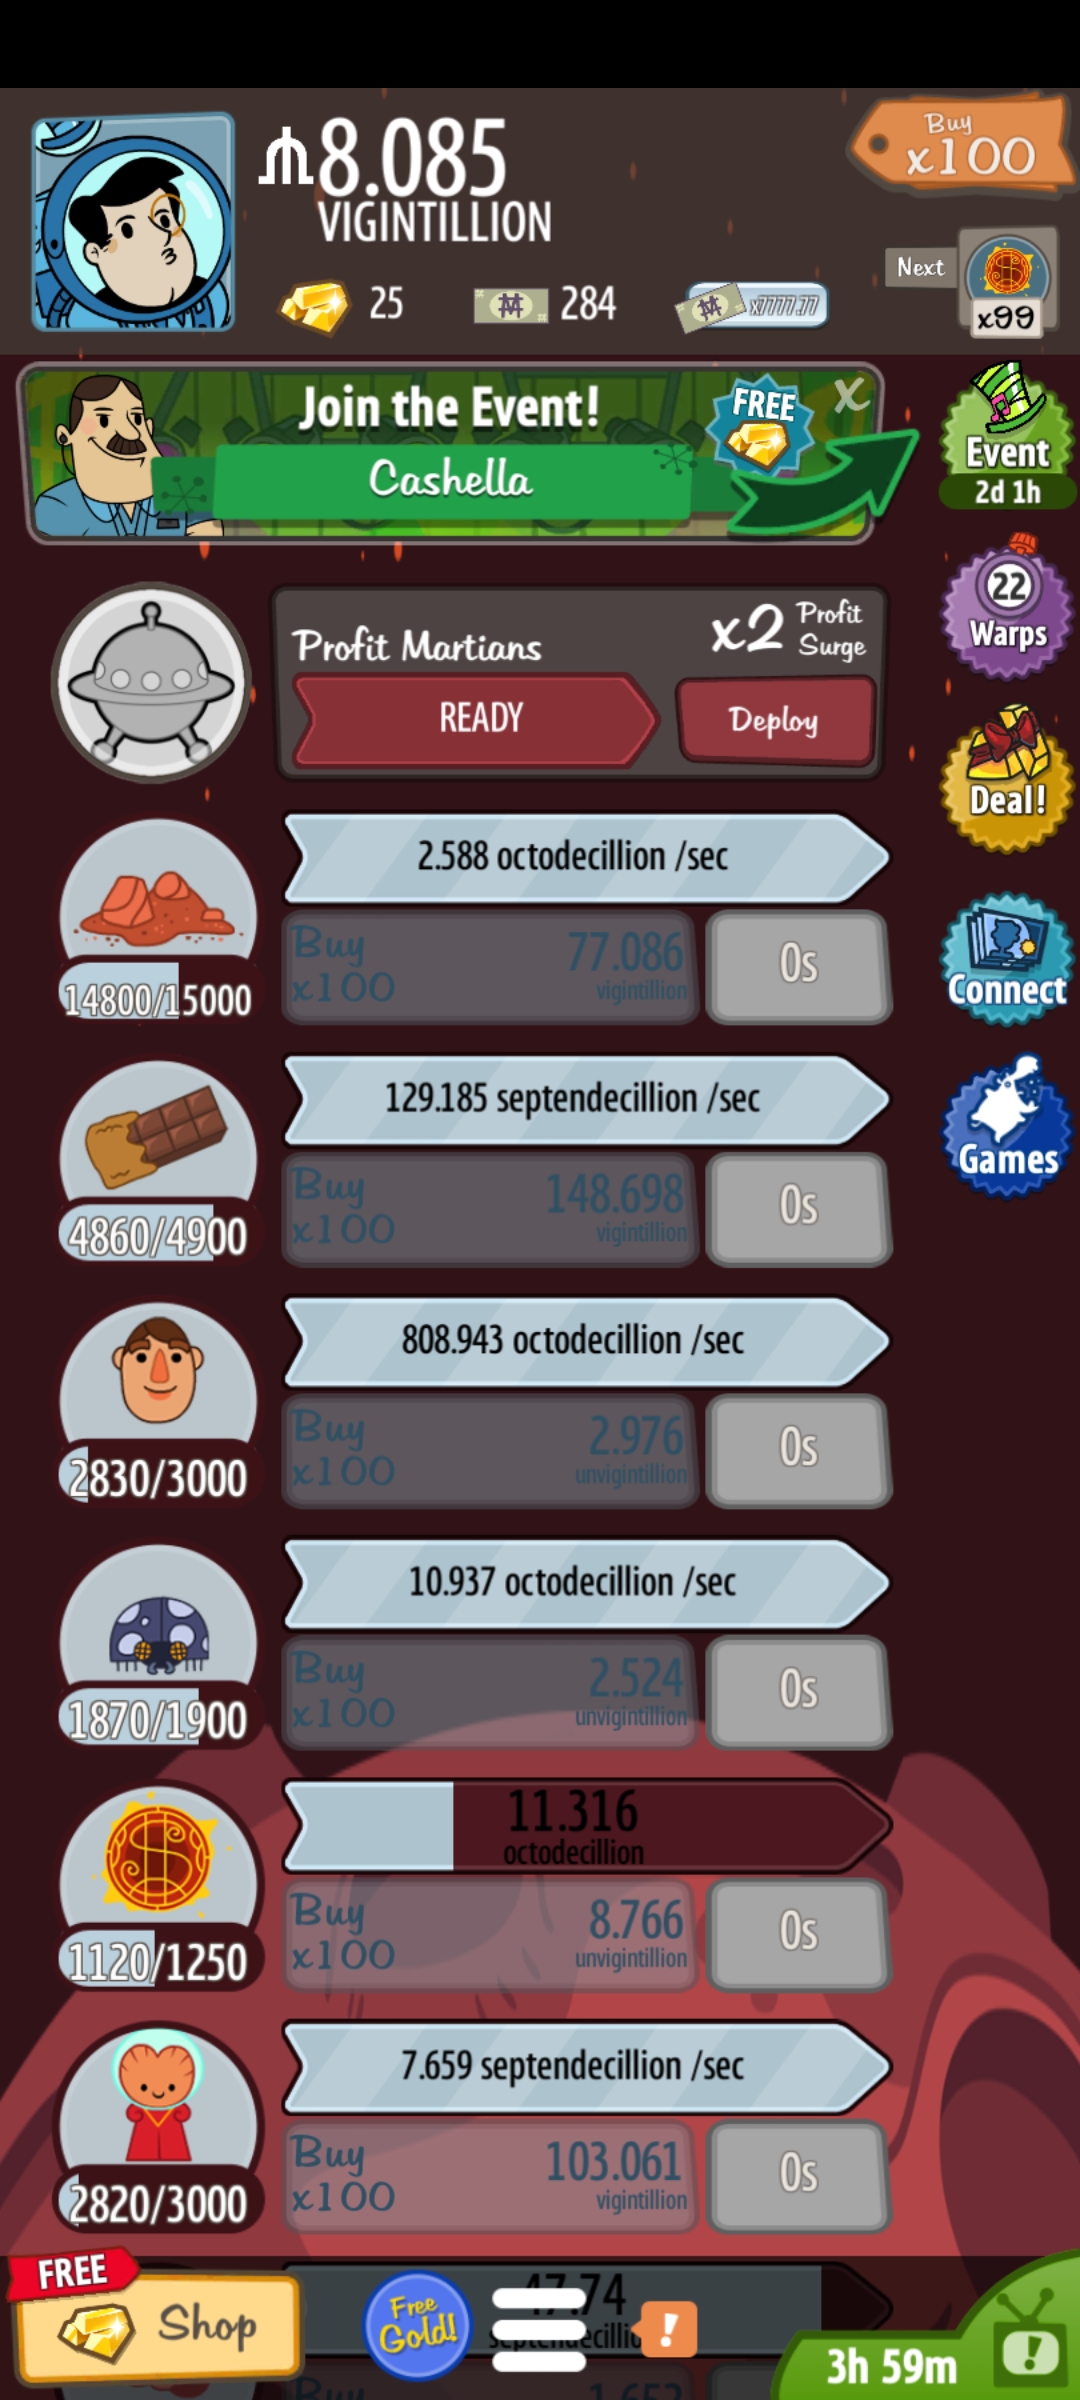 8.085
VIGINTILLION
Buy
x100
25
284
x7777.77
Next
x99
Join the Event!
Cashella
FREE
X
Event
2d 1h
Profit Martians
x2 Profit
Surge
READY
Deploy
22
Warps
Deal!
2.588 octodecillion /sec
14800/15000
Buy
x100
77.086
vigintillion
0s
Connect
129.185 septendecillion /sec
4860/4900
Buy
x100
148.698
vigintillion
0s
Games
808.943 octodecillion /sec
2830/3000
Buy
x100
2.976
unvigintillion
0s
10.937 octodecillion /sec
1870/1900
Buy
x100
2.524
unvigintillion
0s
11.316
octodecillion
1120/1250
Buy
x100
8.766
unvigintillion
0s
7.659 septendecillion /sec
2820/3000
Buy
x100
103.061
vigintillion
0s
FREE
Shop
Free
Gold!
47.74
!
3h 59m
!
Buy
1.652